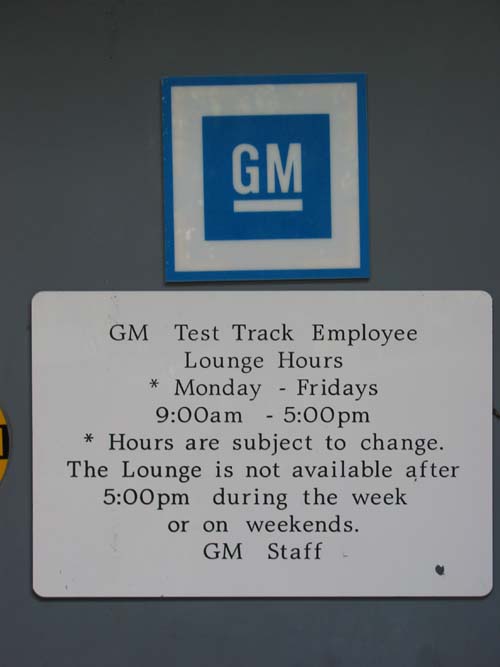 GM
GM Test Track Employee
Lounge Hours
* Monday - Fridays
9:00am - 5:00pm
* Hours are subject to change.
The Lounge is not available after
5:00pm during the week
or on weekends.
GM Staff